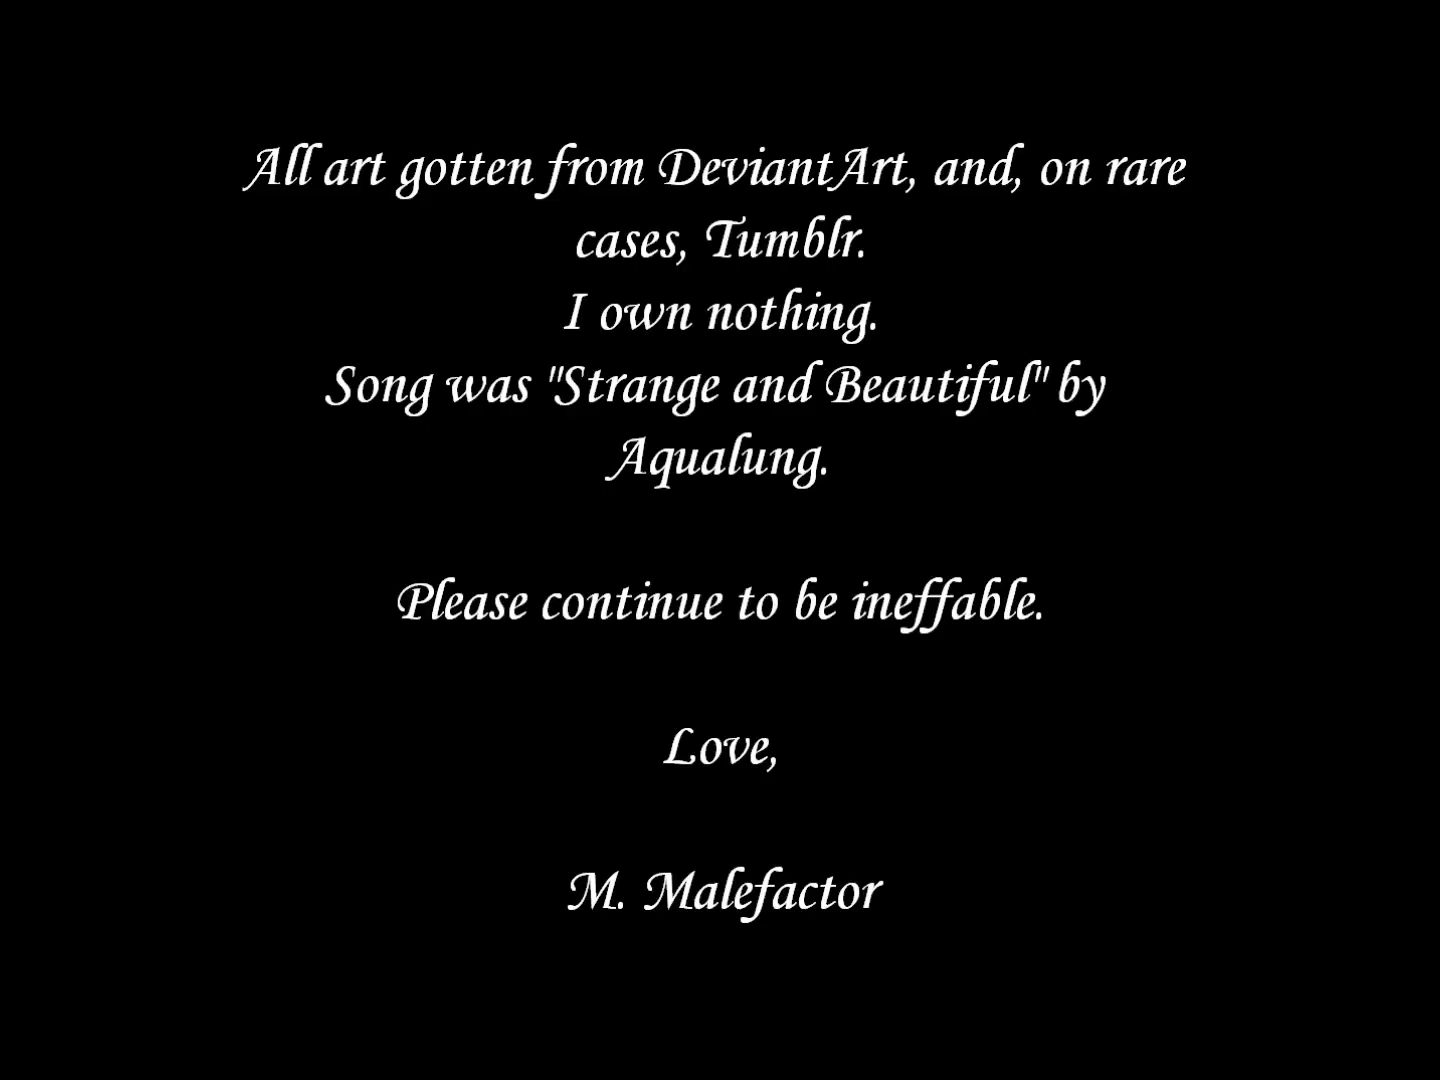 All art gotten from DeviantArt, and, on rare
cases, Tumblr.
I own nothing.
Song was "Strange and Beautiful" by
Aqualung.
Please continue to be ineffable.
Love,
M. Malefactor